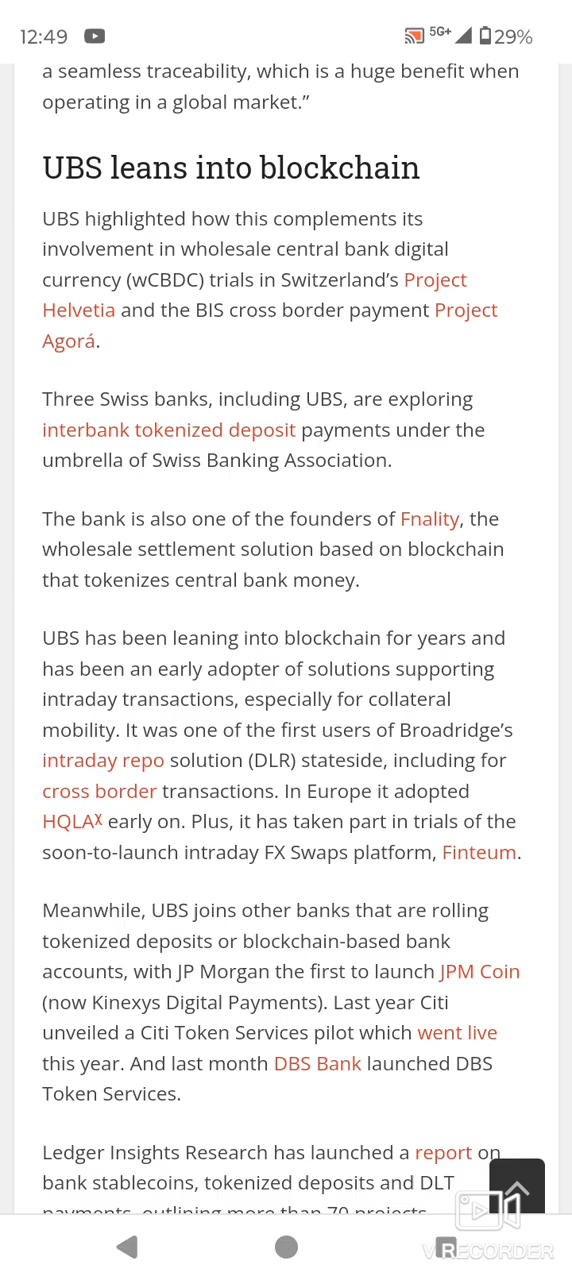 12:49 5G+ 29%
a seamless traceability, which is a huge benefit when
operating in a global market.”
UBS leans into blockchain
UBS highlighted how this complements its
involvement in wholesale central bank digital
currency (wCBDC) trials in Switzerland’s Project
Helvetia and the BIS cross border payment Project
Agorá.
Three Swiss banks, including UBS, are exploring
interbank tokenized deposit payments under the
umbrella of Swiss Banking Association.
The bank is also one of the founders of Fnality, the
wholesale settlement solution based on blockchain
that tokenizes central bank money.
UBS has been leaning into blockchain for years and
has been an early adopter of solutions supporting
intraday transactions, especially for collateral
mobility. It was one of the first users of Broadridge’s
intraday repo solution (DLR) stateside, including for
cross border transactions. In Europe it adopted
HQLAᵡ early on. Plus, it has taken part in trials of the
soon-to-launch intraday FX Swaps platform, Finteum.
Meanwhile, UBS joins other banks that are rolling
tokenized deposits or blockchain-based bank
accounts, with JP Morgan the first to launch JPM Coin
(now Kinexys Digital Payments). Last year Citi
unveiled a Citi Token Services pilot which went live
this year. And last month DBS Bank launched DBS
Token Services.
Ledger Insights Research has launched a report on
bank stablecoins, tokenized deposits and DLT
payments, outlining more than 70 projects
VRECORDER